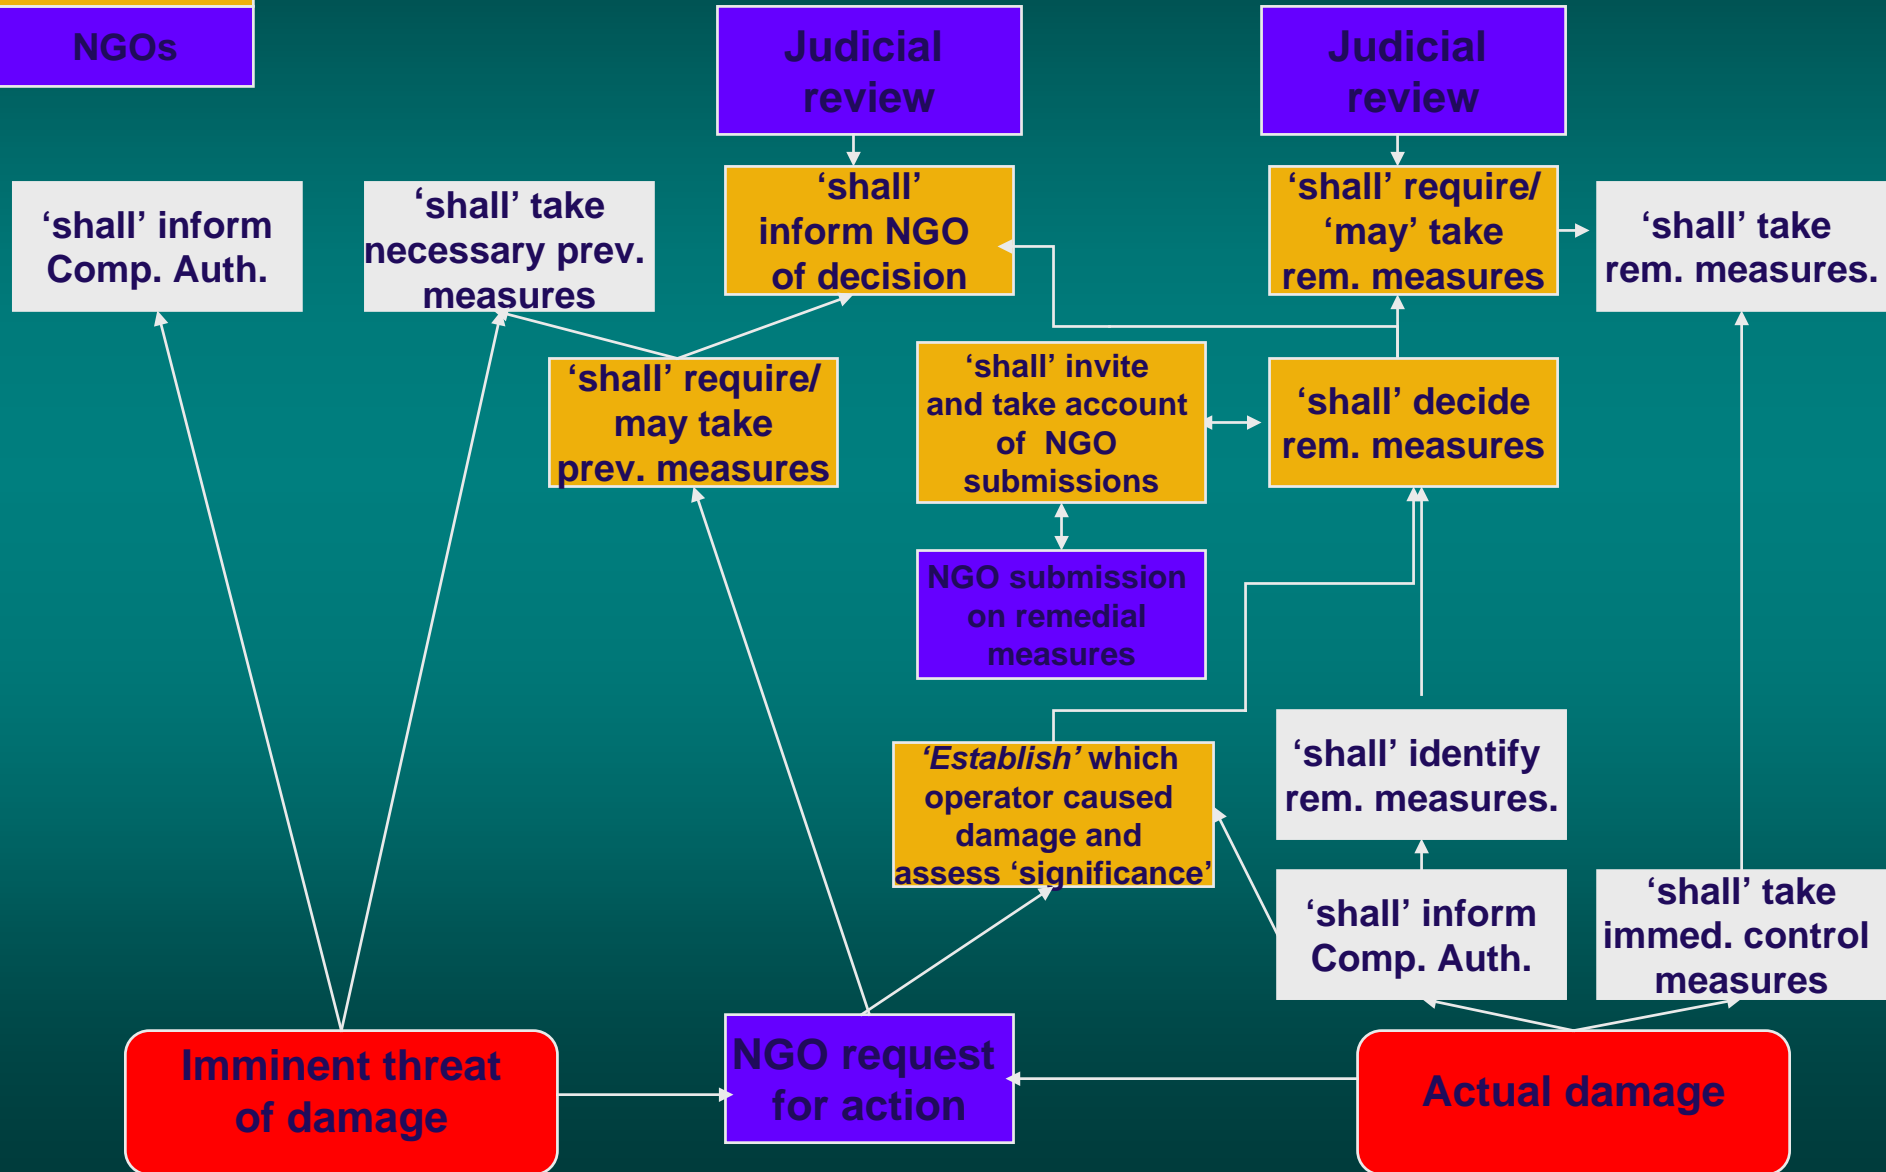 NGOs
Judicial
review
Judicial
review
‘shall’ inform
Comp. Auth.
‘shall’ take
necessary prev.
measures
‘shall’
inform NGO
of decision
‘shall’ require/
‘may’ take
rem. measures
‘shall’ take
rem. measures.
‘shall’ require/
may take
prev. measures
‘shall’ invite
and take account
of NGO
submissions
‘shall’ decide
rem. measures
NGO submission
on remedial
measures
‘Establish’ which
operator caused
damage and
assess ‘significance’
‘shall’ identify
rem. measures.
‘shall’ inform
Comp. Auth.
‘shall’ take
immed. control
measures
Imminent threat
of damage
NGO request
for action
Actual damage